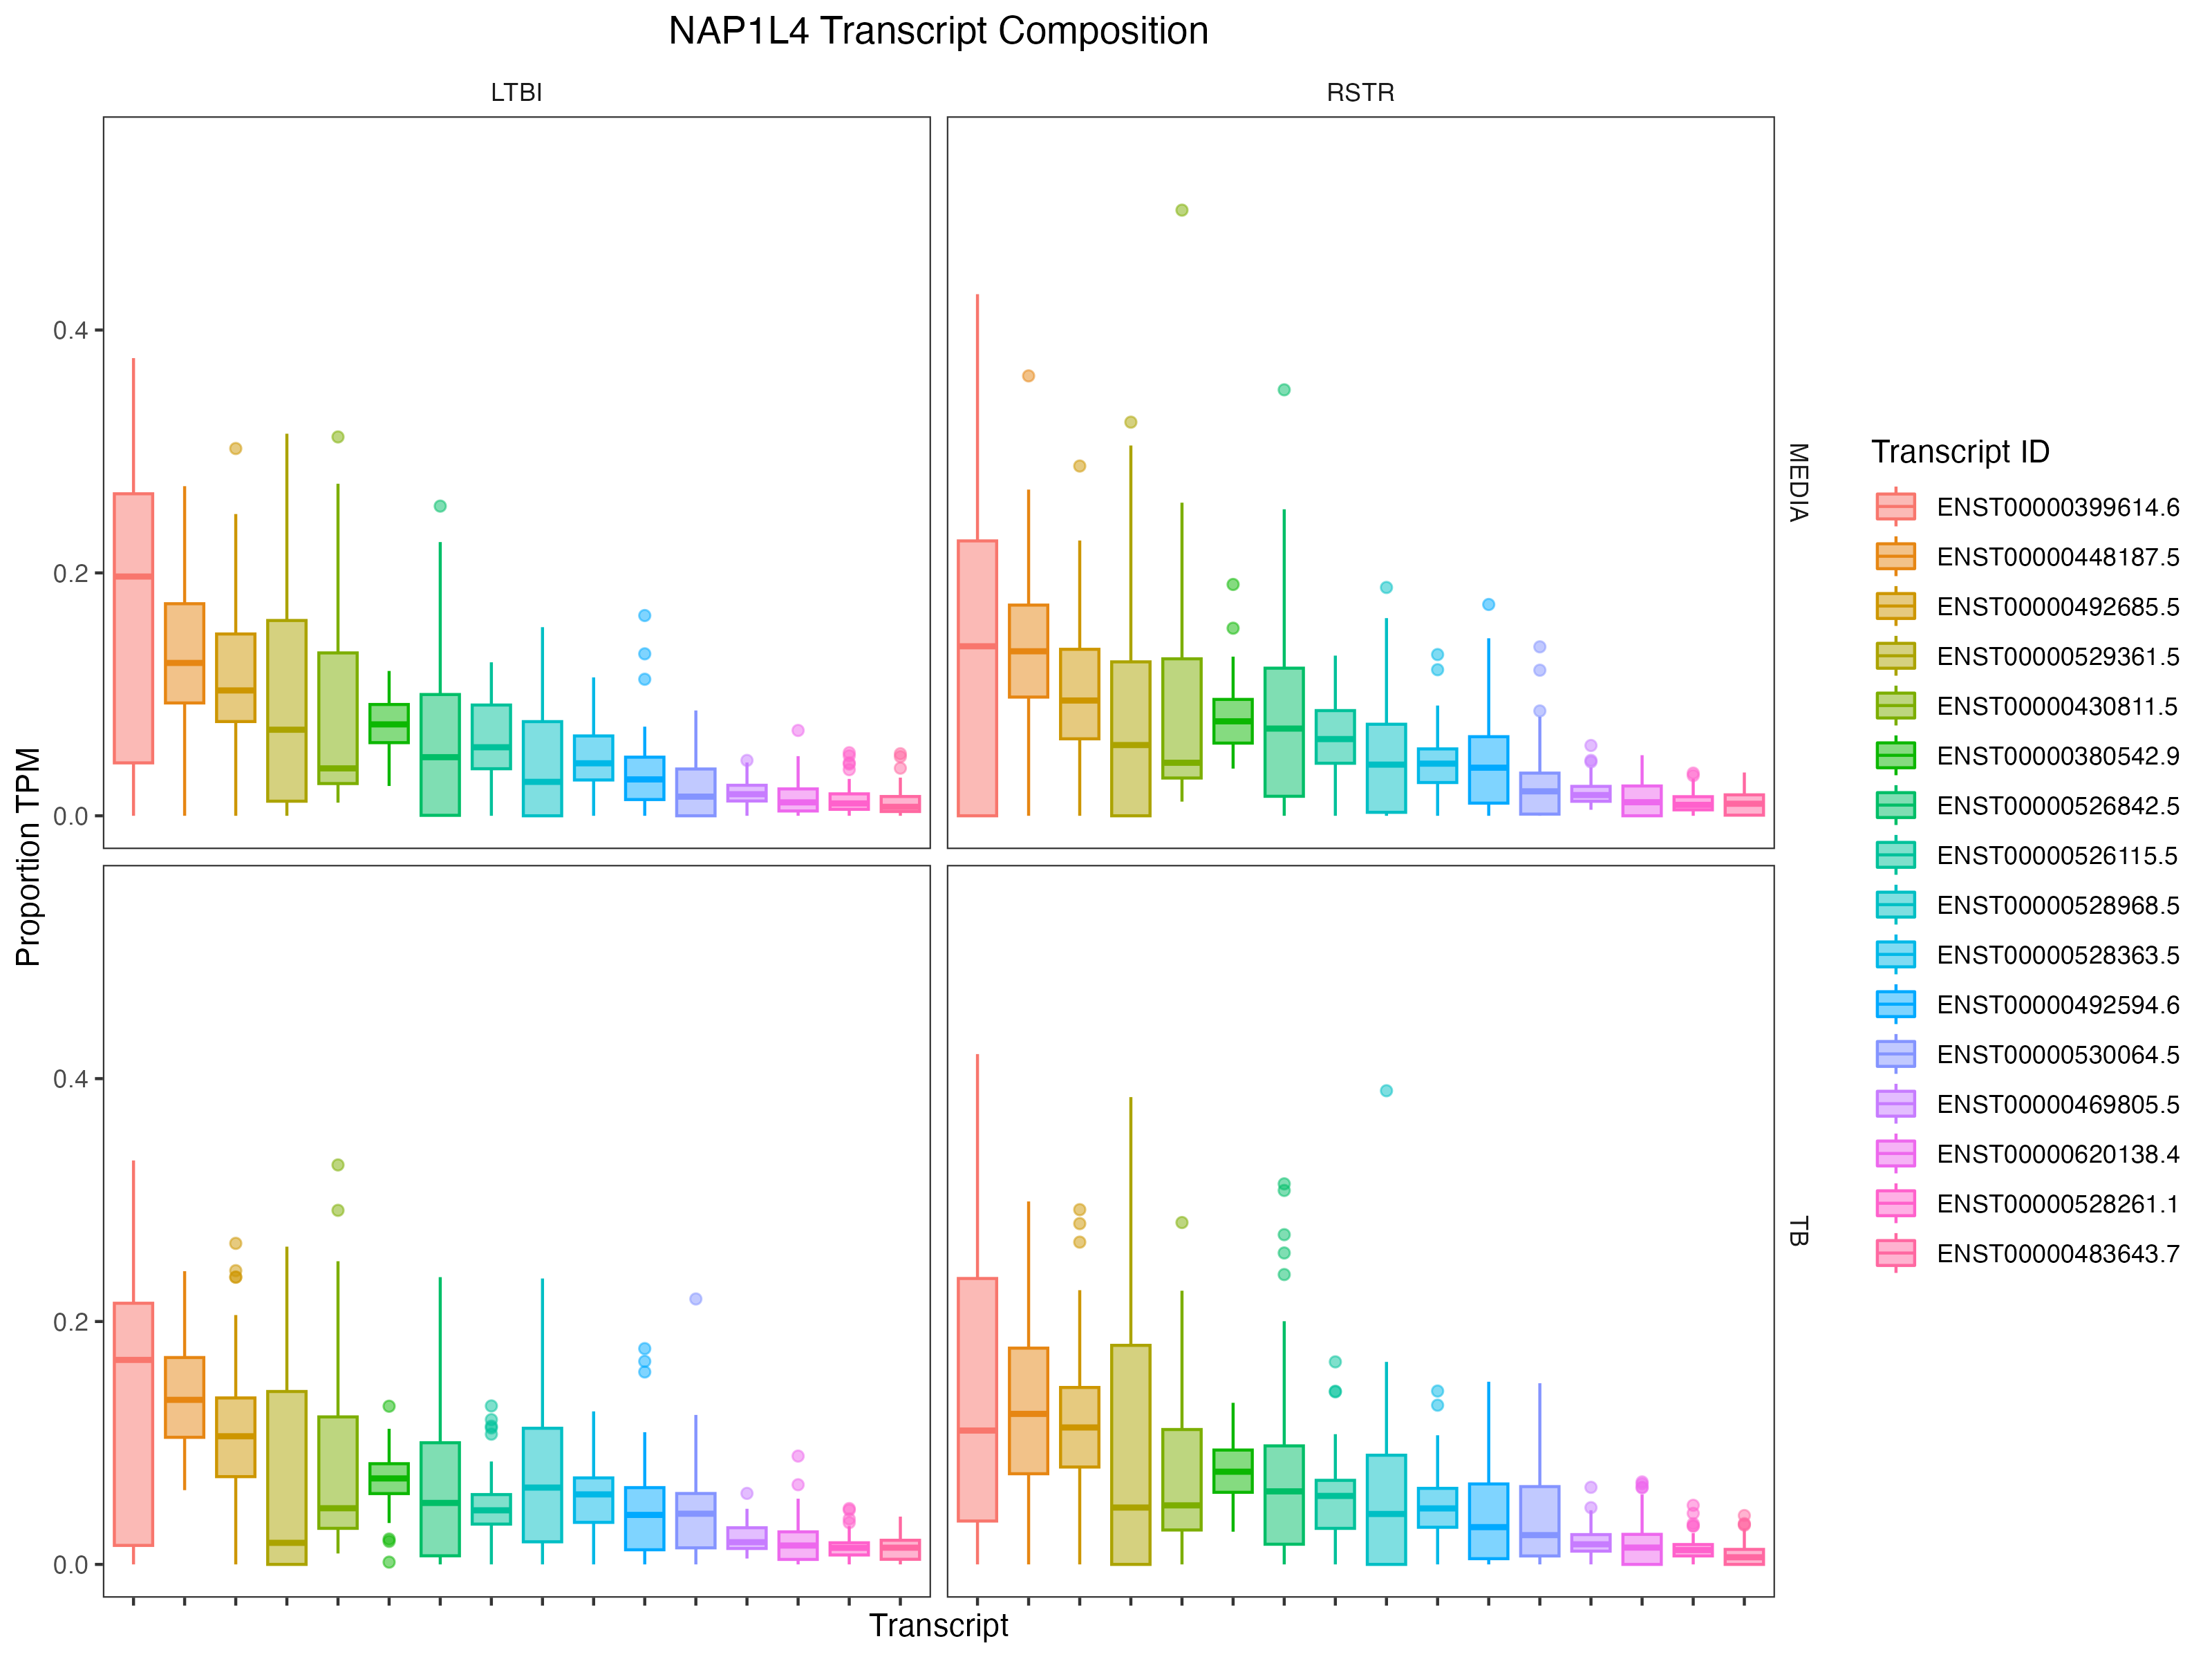 NAP1L4 Transcript Composition
LTBI
RSTR
Proportion TPM
0.4
0.2
0.0
MEDIA
0.4
0.2
0.0
TB
Transcript
Transcript ID
ENST00000399614.6
ENST00000448187.5
ENST00000492685.5
ENST00000529361.5
ENST00000430811.5
ENST00000380542.9
ENST00000526842.5
ENST00000526115.5
ENST00000528968.5
ENST00000528363.5
ENST00000492594.6
ENST00000530064.5
ENST00000469805.5
ENST00000620138.4
ENST00000528261.1
ENST00000483643.7